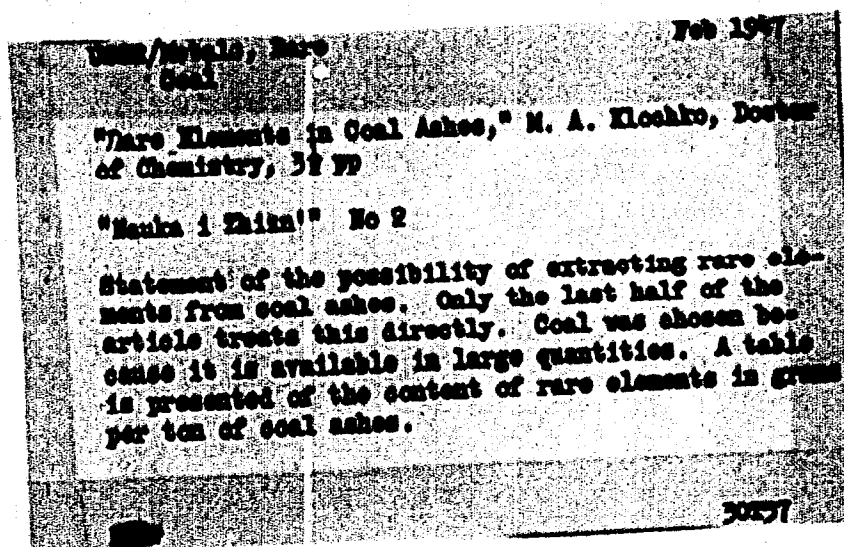 Metals, Rare
Coal
Feb 1947
"Rare Elements in Coal Ashes," M. A. Klochko, Doctor
of Chemistry, pp
"Nauka i Zhizn'" No 2
Statement of the possibility of extracting rare ele-
ments from coal ashes. Only the last half of the
article treats this directly. Coal was chosen be-
cause it is available in large quantities. A table
is presented of the content of rare elements in grams
per ton of coal ashes.